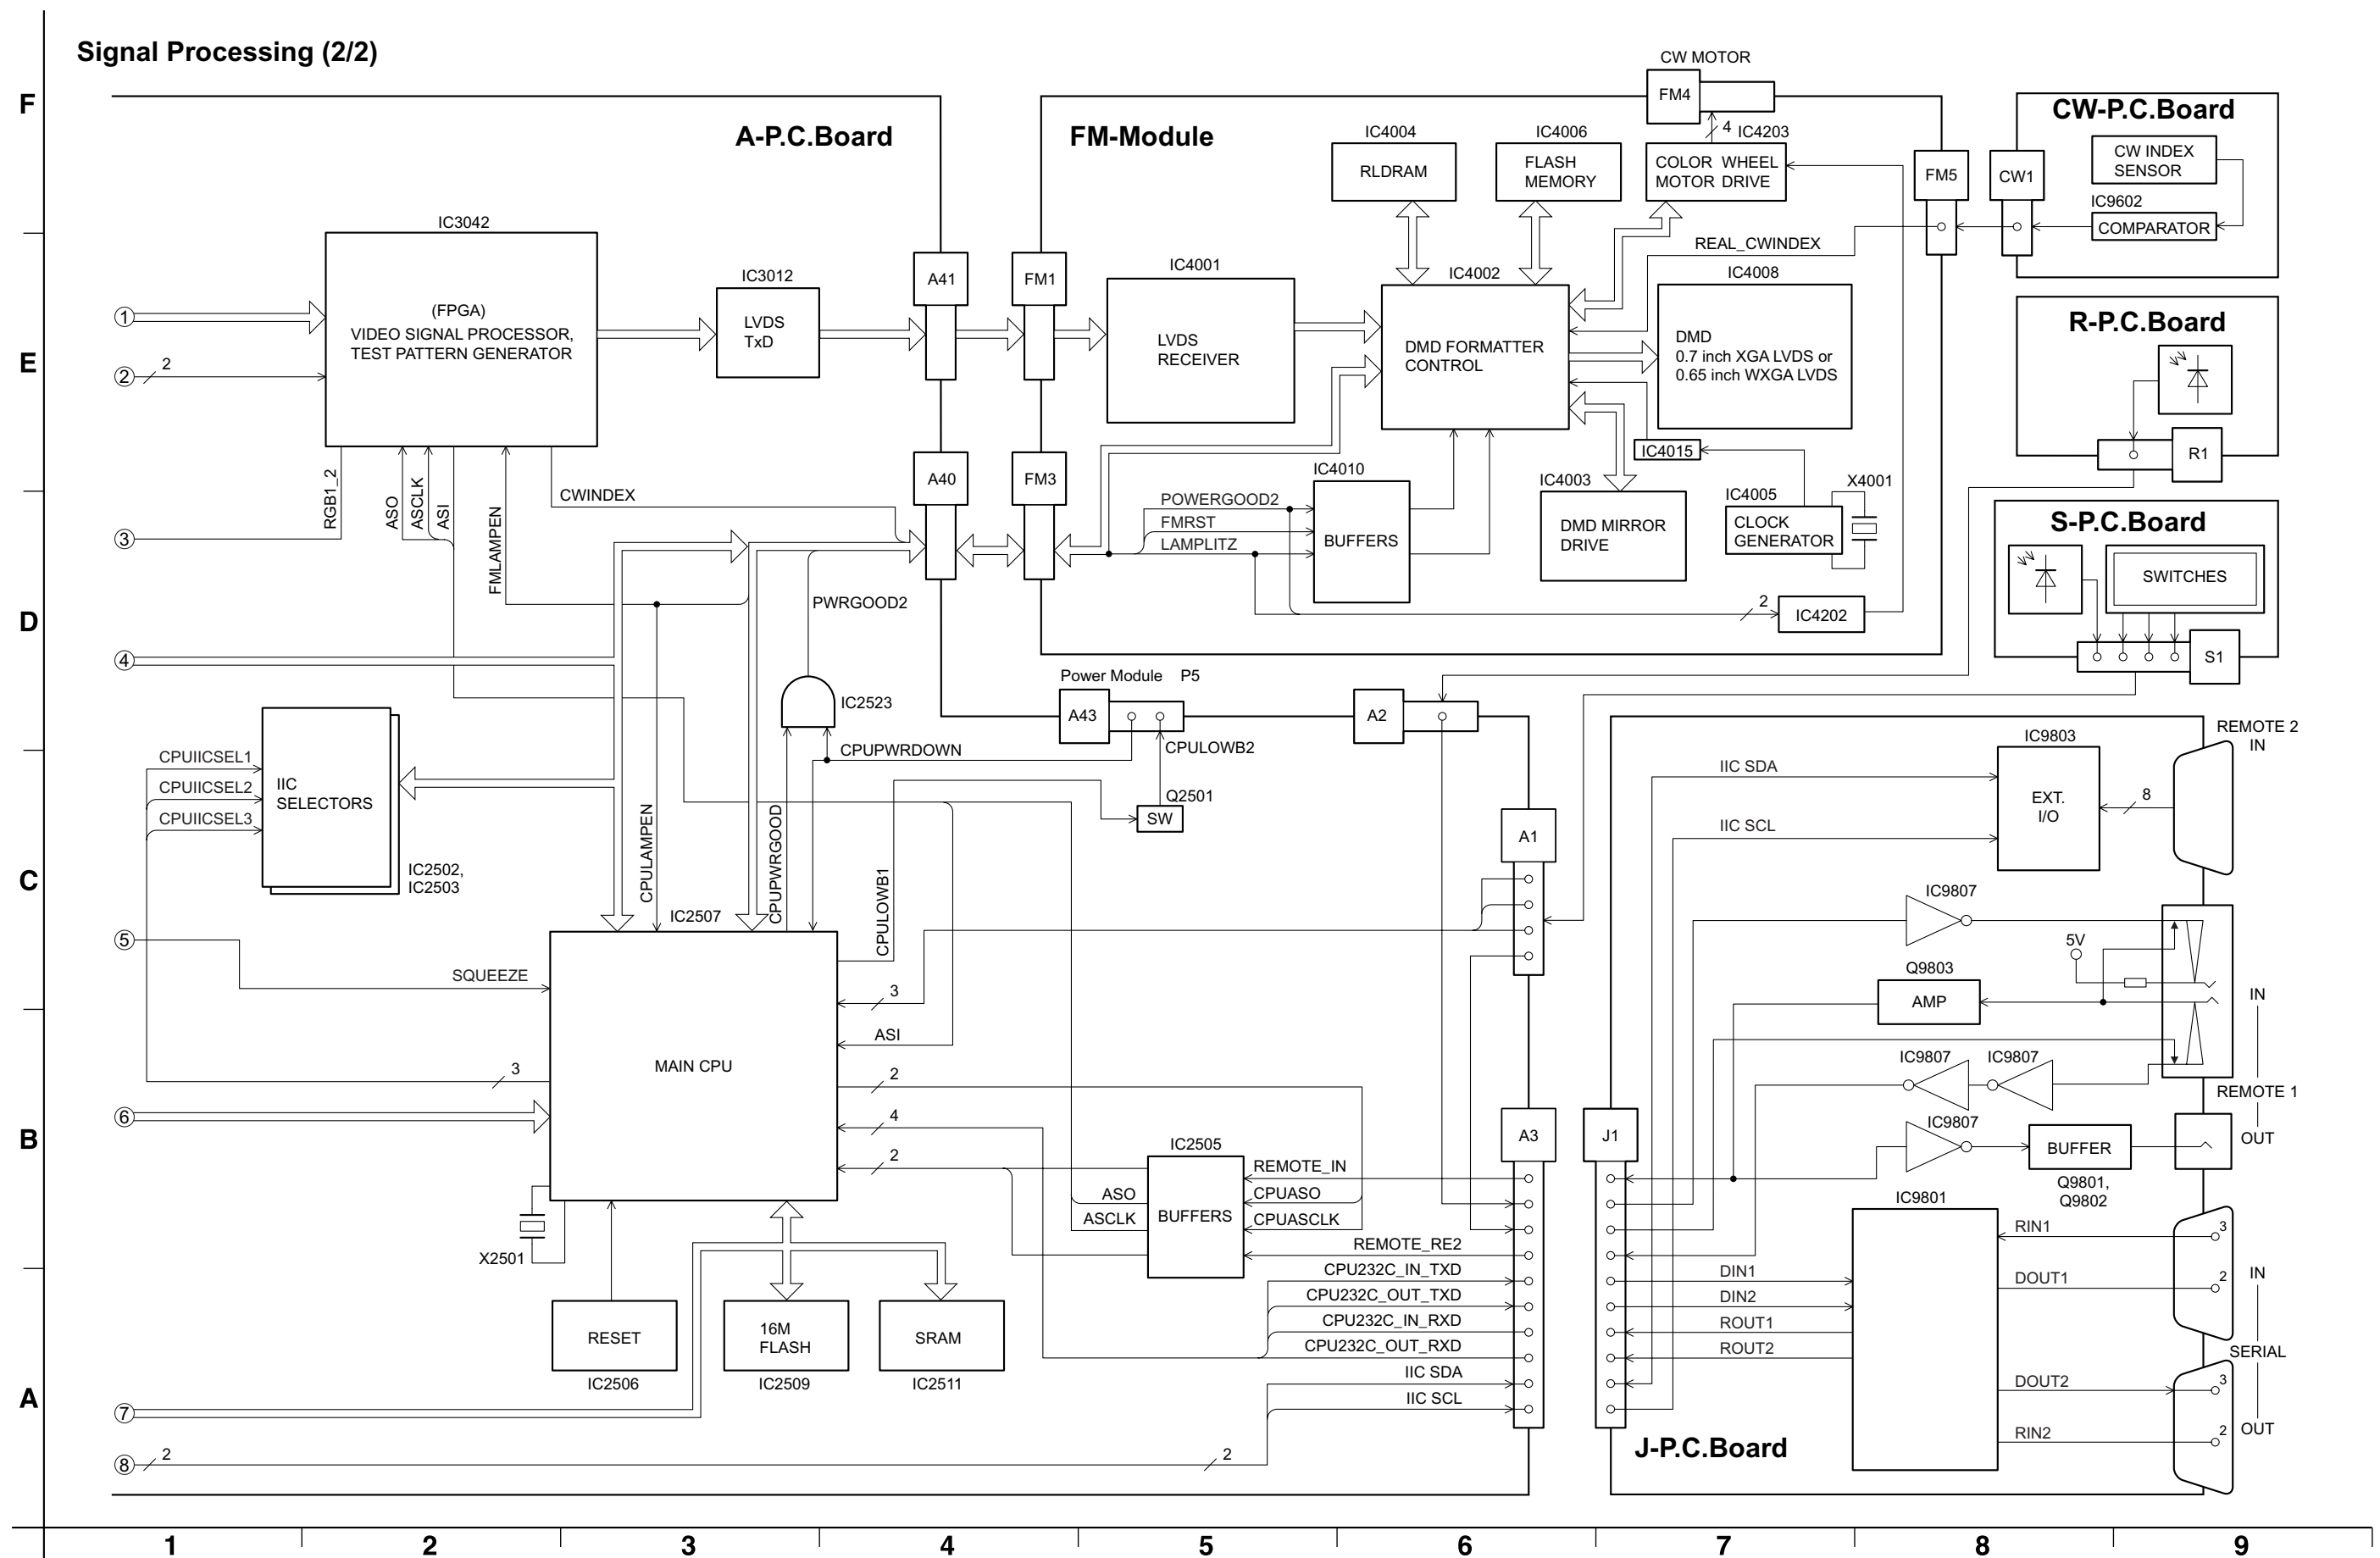 Signal Processing (2/2)
F
E
D
C
B
A
1
2
3
4
5
6
7
8
9
A-P.C.Board
IC3042
(FPGA)
VIDEO SIGNAL PROCESSOR,
TEST PATTERN GENERATOR
IC3012
LVDS
TxD
A41
A40
1
2
2
3
4
5
6
7
8
2
RGB1_2
ASO
ASCLK
ASI
FMLAMPEN
CWINDEX
PWRGOOD2
IC2523
CPUPWRDOWN
Power Module
P5
A43
CPULOWB2
Q2501
SW
A2
A1
A3
CPUIICSEL1
CPUIICSEL2
CPUIICSEL3
IIC
SELECTORS
IC2502,
IC2503
CPULAMPEN
CPUPWRGOOD
CPULOWB1
IC2507
SQUEEZE
MAIN CPU
3
3
ASI
2
4
2
X2501
RESET
IC2506
16M
FLASH
IC2509
SRAM
IC2511
IC2505
BUFFERS
ASO
ASCLK
REMOTE_IN
CPUASO
CPUASCLK
REMOTE_RE2
CPU232C_IN_TXD
CPU232C_OUT_TXD
CPU232C_IN_RXD
CPU232C_OUT_RXD
IIC SDA
IIC SCL
2
FM-Module
CW MOTOR
FM4
4
IC4203
COLOR WHEEL
MOTOR DRIVE
IC4004
RLDRAM
IC4006
FLASH
MEMORY
FM1
FM3
FM5
IC4001
LVDS
RECEIVER
IC4002
DMD FORMATTER
CONTROL
REAL_CWINDEX
IC4008
DMD
0.7 inch XGA LVDS or
0.65 inch WXGA LVDS
IC4015
IC4010
BUFFERS
POWERGOOD2
FMRST
LAMPLITZ
IC4003
DMD MIRROR
DRIVE
IC4005
CLOCK
GENERATOR
X4001
2
IC4202
CW-P.C.Board
CW1
CW INDEX
SENSOR
IC9602
COMPARATOR
R-P.C.Board
R1
S-P.C.Board
SWITCHES
S1
J-P.C.Board
J1
REMOTE 2
IN
IC9803
EXT.
I/O
8
IIC SDA
IIC SCL
IC9807
5V
Q9803
AMP
IN
IC9807
IC9807
REMOTE 1
IC9807
BUFFER
Q9801,
Q9802
OUT
IC9801
DIN1
DIN2
ROUT1
ROUT2
RIN1
3
DOUT1
2
IN
SERIAL
DOUT2
3
RIN2
2
OUT